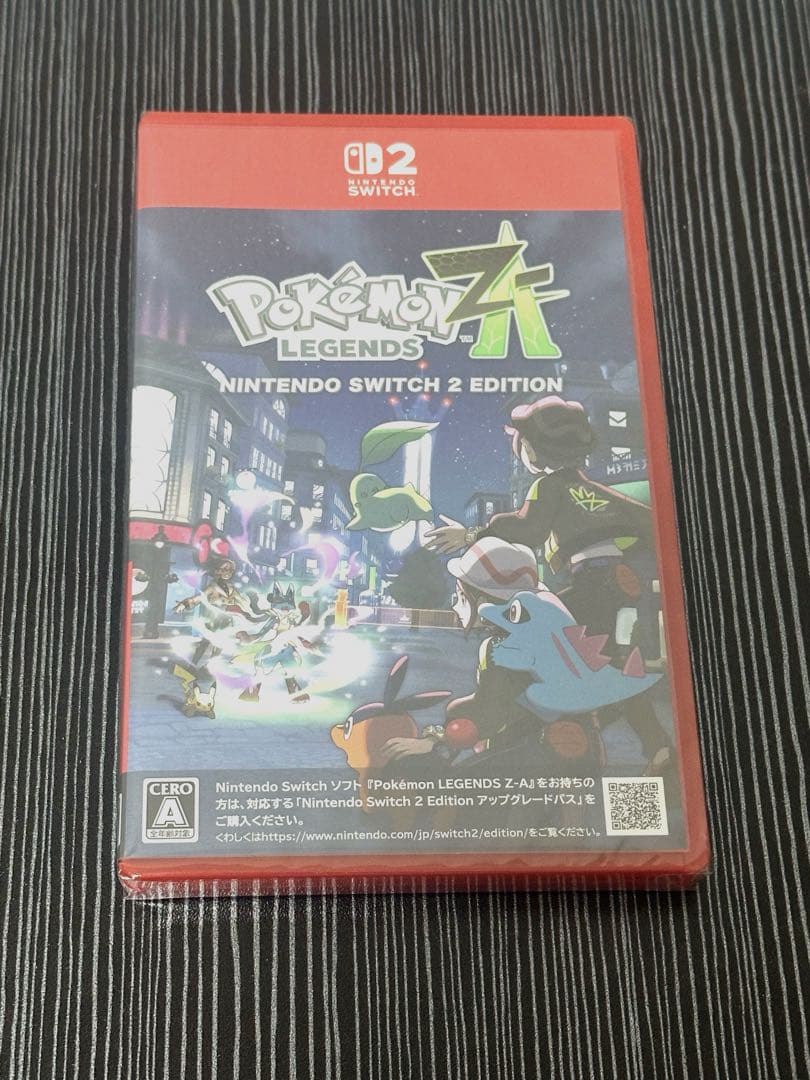 2
NINTENDO
SWITCH™
POKéMON
LEGENDS
ZA™
NINTENDO SWITCH 2 EDITION
CERO
A
全年齢対象
Nintendo Switch ソフト『Pokémon LEGENDS Z-A』をお持ちの
方は、対応する「Nintendo Switch 2 Edition アップグレードパス」を
ご購入ください。
くわしくはhttps://www.nintendo.com/jp/switch2/edition/をご覧ください。